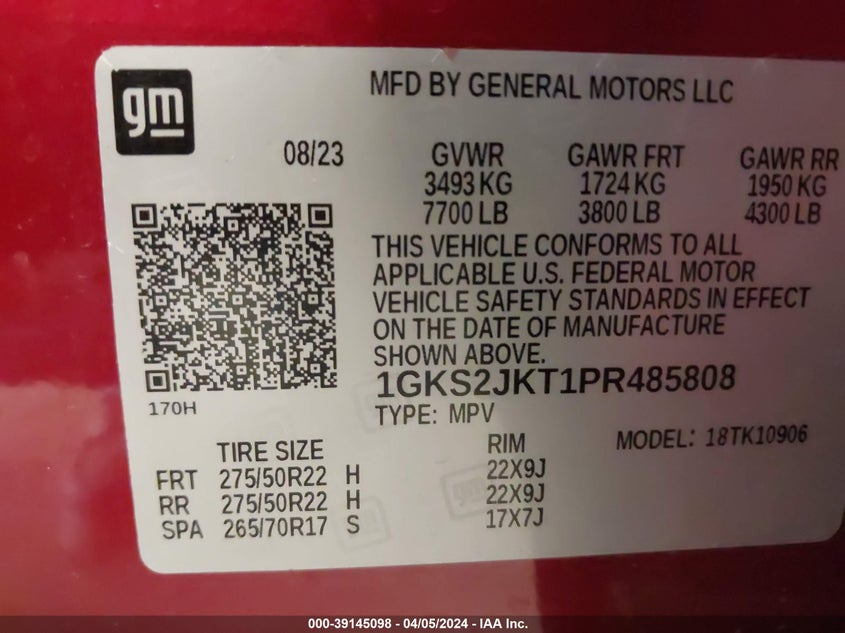 gm
MFD BY GENERAL MOTORS LLC
08/23 GVWR GAWR FRT GAWR RR
3493 KG 1724 KG 1950 KG
7700 LB 3800 LB 4300 LB
THIS VEHICLE CONFORMS TO ALL
APPLICABLE U.S. FEDERAL MOTOR
VEHICLE SAFETY STANDARDS IN EFFECT
ON THE DATE OF MANUFACTURE
SHOWN ABOVE.
1GKS2JKT1PR485808
170H
TYPE: MPV
MODEL: 18TK10906
TIRE SIZE RIM
FRT 275/50R22 H 22X9J
RR 275/50R22 H 22X9J
SPA 265/70R17 S 17X7J
gm
000-39145098 - 04/05/2024 - IAA Inc.